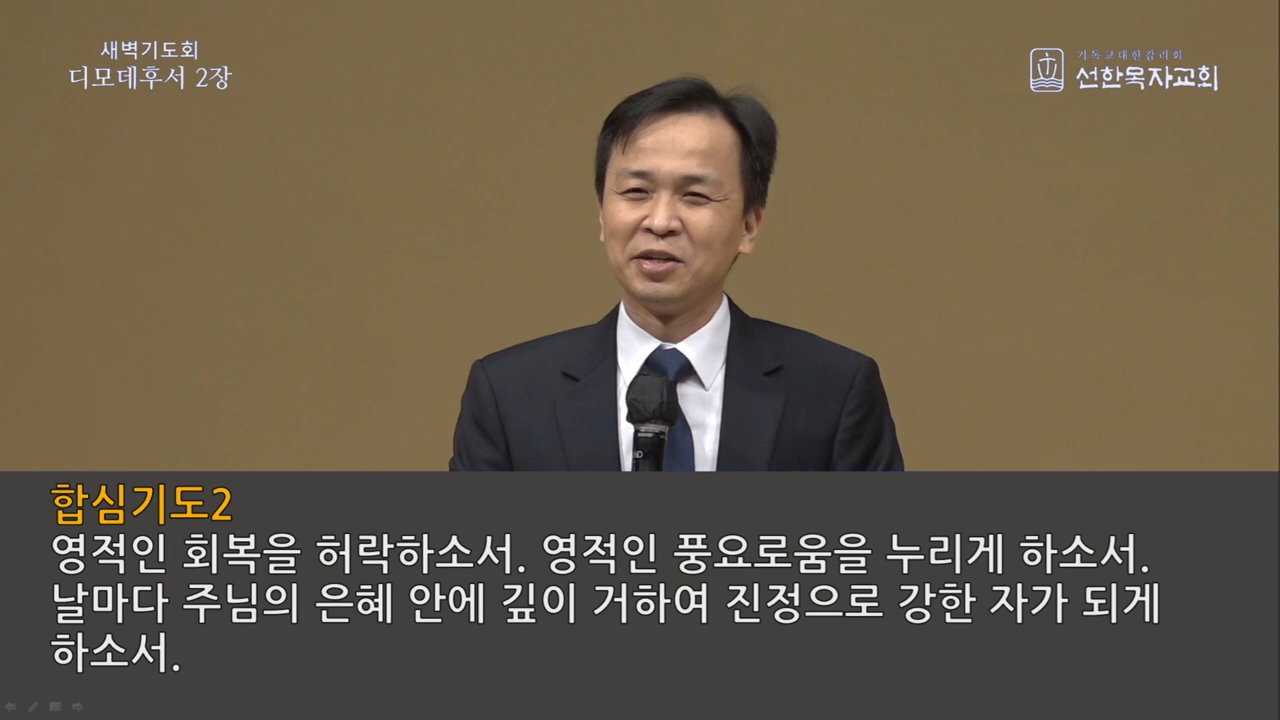 새벽기도회
디모데후서 2장
기독교대한감리회
선한목자교회
합심기도2
영적인 회복을 허락하소서. 영적인 풍요로움을 누리게 하소서.
날마다 주님의 은혜 안에 깊이 거하여 진정으로 강한 자가 되게
하소서.